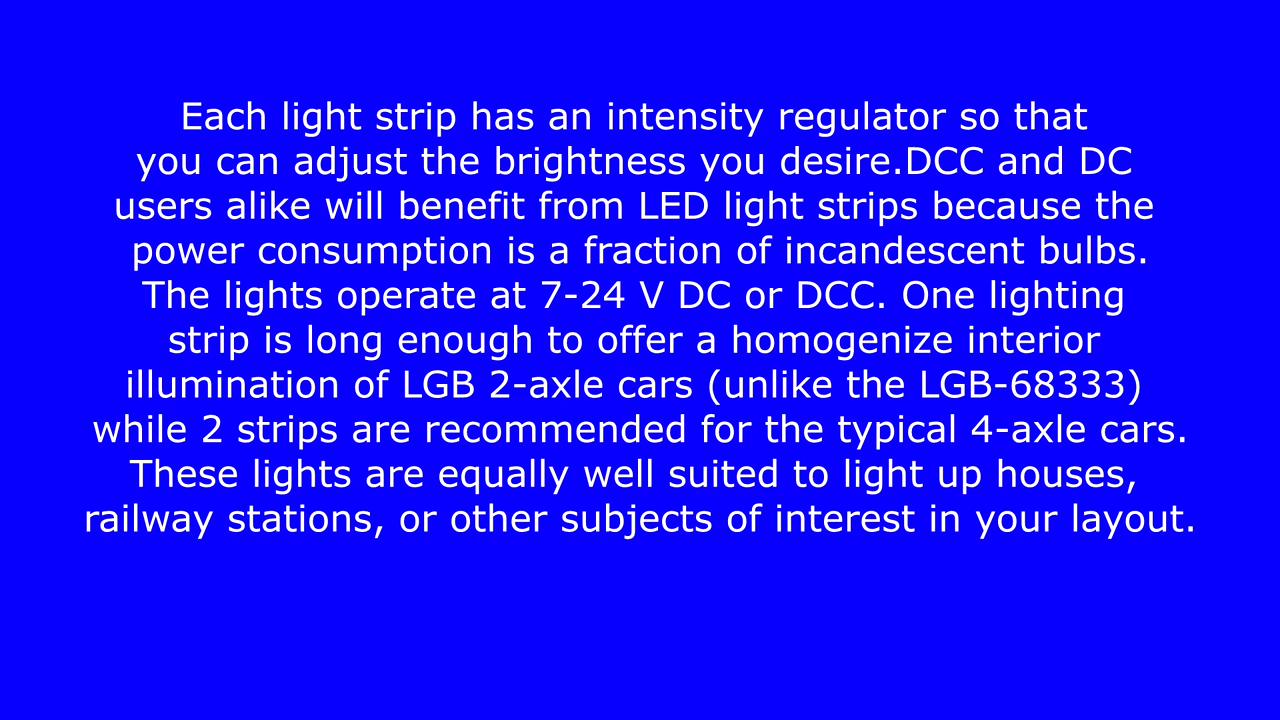 Each light strip has an intensity regulator so that
you can adjust the brightness you desire.DCC and DC
users alike will benefit from LED light strips because the
power consumption is a fraction of incandescent bulbs.
The lights operate at 7-24 V DC or DCC. One lighting
strip is long enough to offer a homogenize interior
illumination of LGB 2-axle cars (unlike the LGB-68333)
while 2 strips are recommended for the typical 4-axle cars.
These lights are equally well suited to light up houses,
railway stations, or other subjects of interest in your layout.